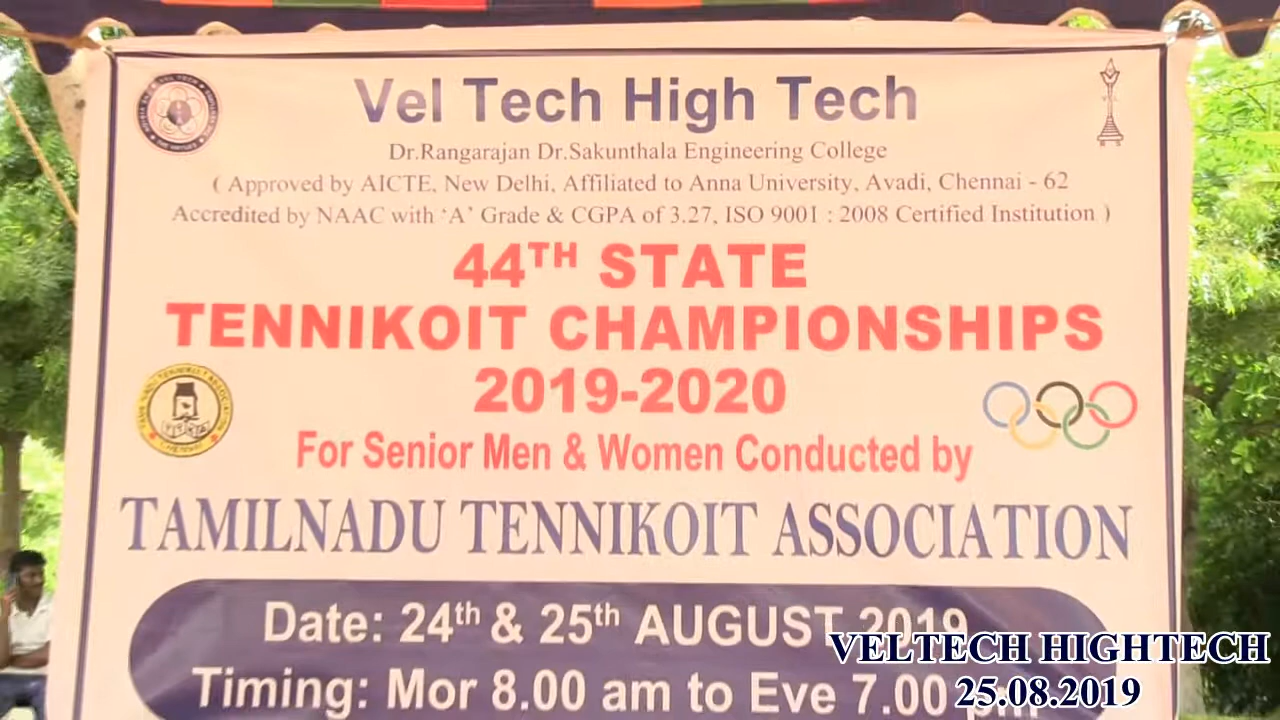 Vel Tech High Tech
Dr.Rangarajan Dr.Sakunthala Engineering College
( Approved by AICTE, New Delhi, Affiliated to Anna University, Avadi, Chennai - 62
Accredited by NAAC with ‘A’ Grade & CGPA of 3.27, ISO 9001 : 2008 Certified Institution )
44TH STATE
TENNIKOIT CHAMPIONSHIPS
2019-2020
For Senior Men & Women Conducted by
TAMILNADU TENNIKOIT ASSOCIATION
Date: 24th & 25th AUGUST 2019
Timing: Mor 8.00 am to Eve 7.00 pm
VELTECH HIGHTECH
25.08.2019